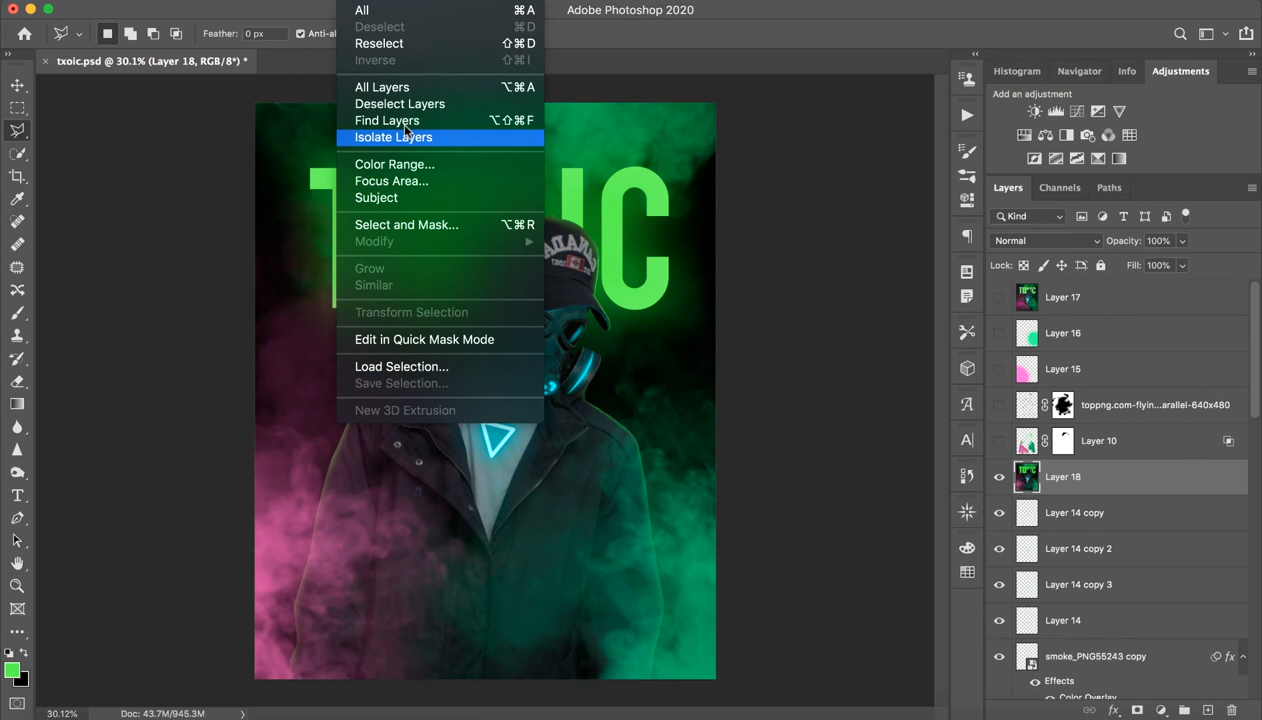 Adobe Photoshop 2020
Feather: 0 px
Anti-ali
txoic.psd @ 30.1% (Layer 18, RGB/8*) *
All ⌘A
Deselect ⌘D
Reselect ⇧⌘D
Inverse ⇧⌘I
All Layers ⌥⌘A
Deselect Layers
Find Layers ⌥⇧⌘F
Isolate Layers
Color Range...
Focus Area...
Subject
Select and Mask... ⌥⌘R
Modify
Grow
Similar
Transform Selection
Edit in Quick Mask Mode
Load Selection...
Save Selection...
New 3D Extrusion
CANADA
Histogram Navigator Info Adjustments
Add an adjustment
Layers Channels Paths
Kind
Normal Opacity: 100%
Lock: Fill: 100%
Layer 17
Layer 16
Layer 15
toppng.com-flyin...arallel-640x480
Layer 10
Layer 18
Layer 14 copy
Layer 14 copy 2
Layer 14 copy 3
Layer 14
smoke_PNG55243 copy fx
Effects
Color Overlay
30.12% Doc: 43.7M/945.3M